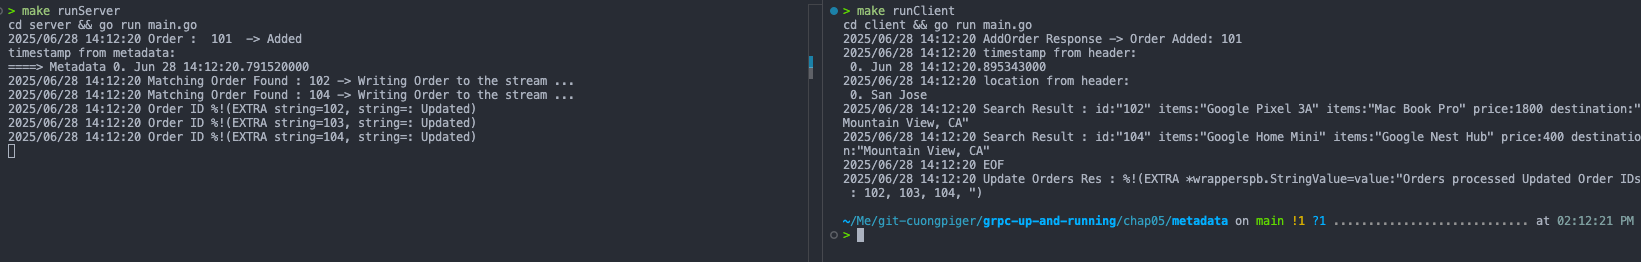 > make runServer
cd server && go run main.go
2025/06/28 14:12:20 Order :  101  -> Added
timestamp from metadata:
====> Metadata 0. Jun 28 14:12:20.791520000
2025/06/28 14:12:20 Matching Order Found : 102 -> Writing Order to the stream ...
2025/06/28 14:12:20 Matching Order Found : 104 -> Writing Order to the stream ...
2025/06/28 14:12:20 Order ID %!(EXTRA string=102, string=: Updated)
2025/06/28 14:12:20 Order ID %!(EXTRA string=103, string=: Updated)
2025/06/28 14:12:20 Order ID %!(EXTRA string=104, string=: Updated)
> make runClient
cd client && go run main.go
2025/06/28 14:12:20 AddOrder Response -> Order Added: 101
2025/06/28 14:12:20 timestamp from header:
 0. Jun 28 14:12:20.895343000
2025/06/28 14:12:20 location from header:
 0. San Jose
2025/06/28 14:12:20 Search Result : id:"102" items:"Google Pixel 3A" items:"Mac Book Pro" price:1800 destination:"
Mountain View, CA"
2025/06/28 14:12:20 Search Result : id:"104" items:"Google Home Mini" items:"Google Nest Hub" price:400 destinatio
n:"Mountain View, CA"
2025/06/28 14:12:20 EOF
2025/06/28 14:12:20 Update Orders Res : %!(EXTRA *wrapperspb.StringValue=value:"Orders processed Updated Order IDs
 : 102, 103, 104, ")
~/Me/git-cuongpiger/grpc-up-and-running/chap05/metadata on main !1 ?1 ........................... at 02:12:21 PM
>